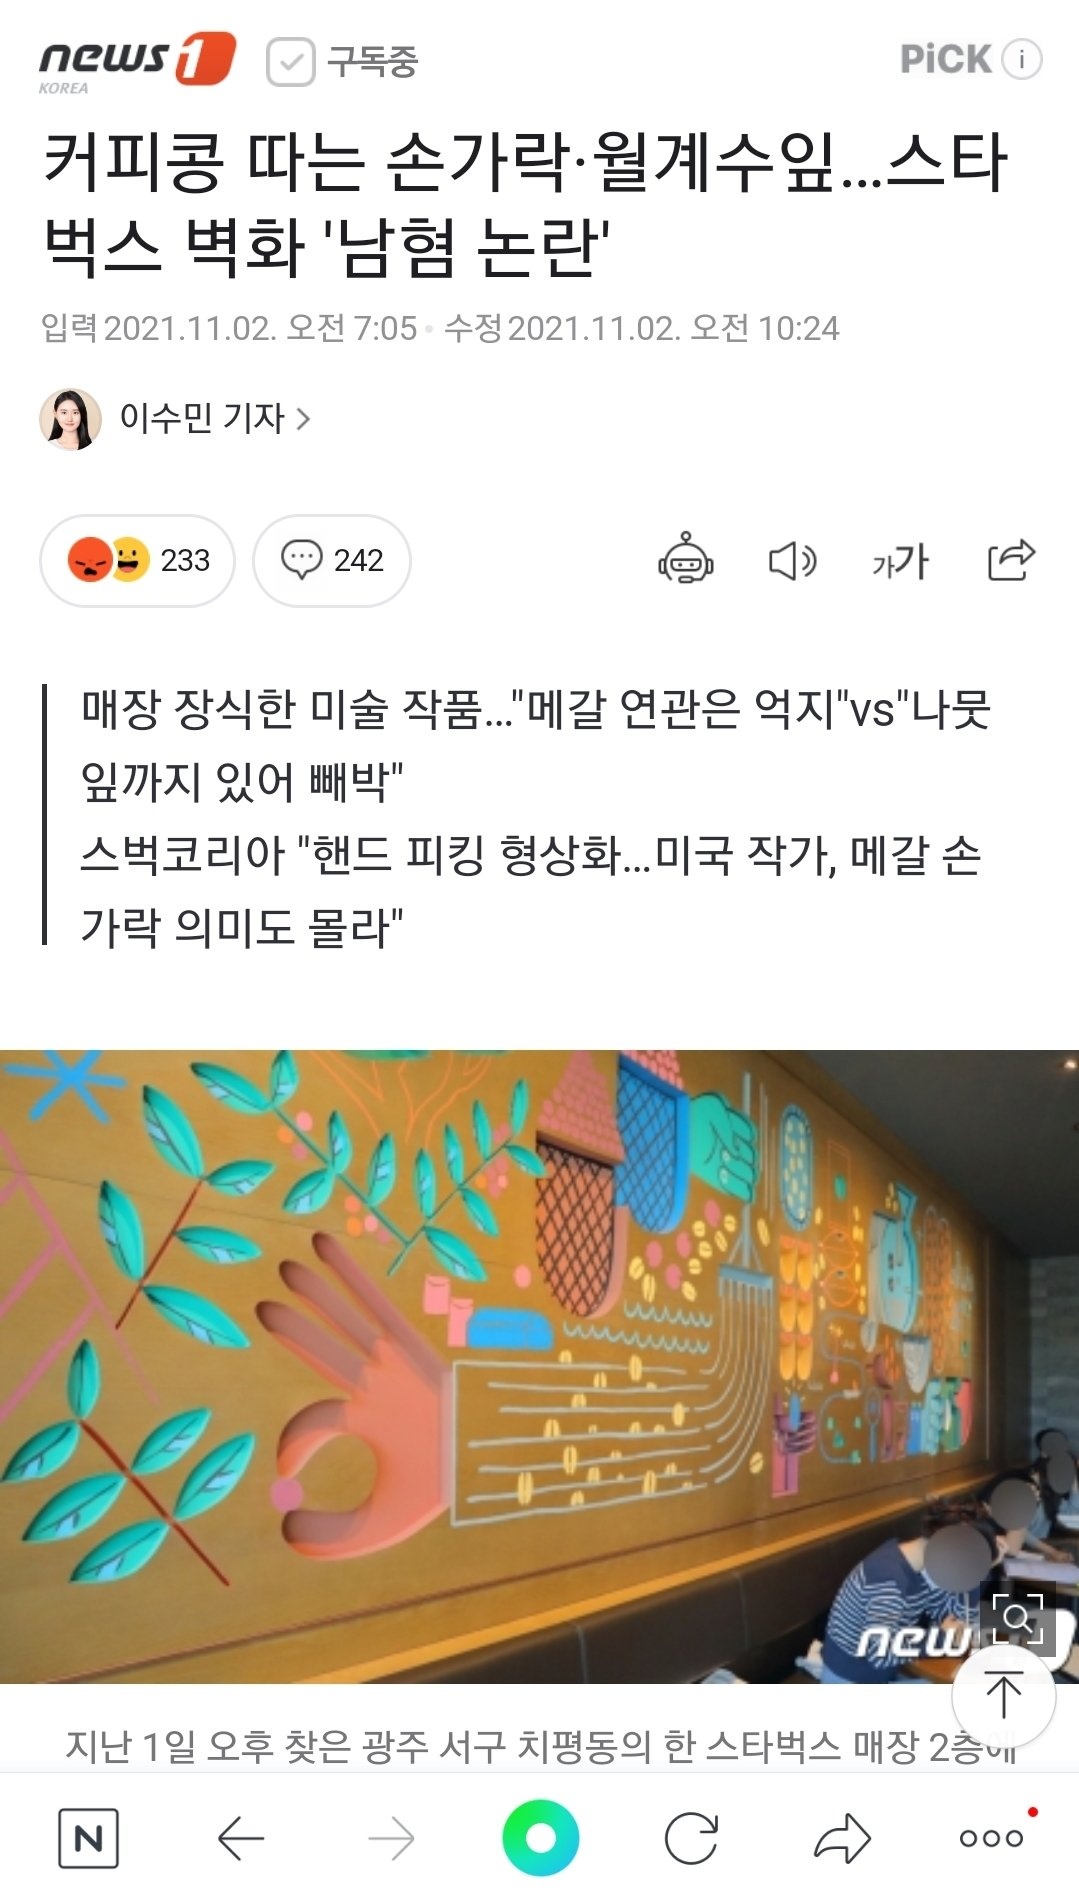 news1
KOREA
구독중
PiCK
커피콩 따는 손가락·월계수잎...스타
벅스 벽화 '남혐 논란'
입력 2021.11.02. 오전 7:05 수정 2021.11.02. 오전 10:24
이수민 기자
233
242
가가
매장 장식한 미술 작품..."메갈 연관은 억지"vs"나뭇
잎까지 있어 빼박"
스벅코리아 "핸드 피킹 형상화...미국 작가, 메갈 손
가락 의미도 몰라"
news
지난 1일 오후 찾은 광주 서구 치평동의 한 스타벅스 매장 2층에
N